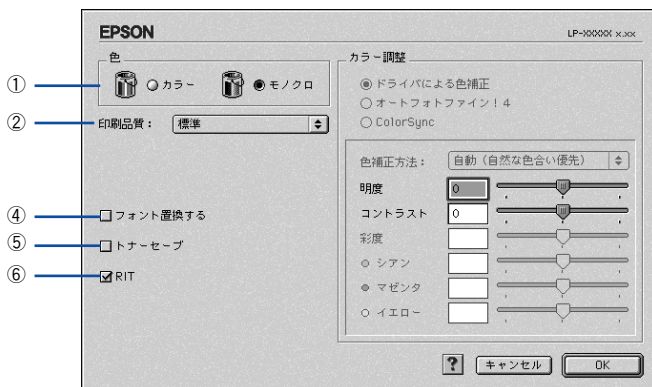 EPSON
LP-XXXXX x.xx
① 色
カラー
モノクロ
② 印刷品質:
標準
④ フォント置換する
⑤ トナーセーブ
⑥ RIT
カラー調整
ドライバによる色補正
オートフォトファイン!4
ColorSync
色補正方法:
自動(自然な色合い優先)
明度 0
コントラスト 0
彩度
シアン
マゼンタ
イエロー
?
キャンセル
OK